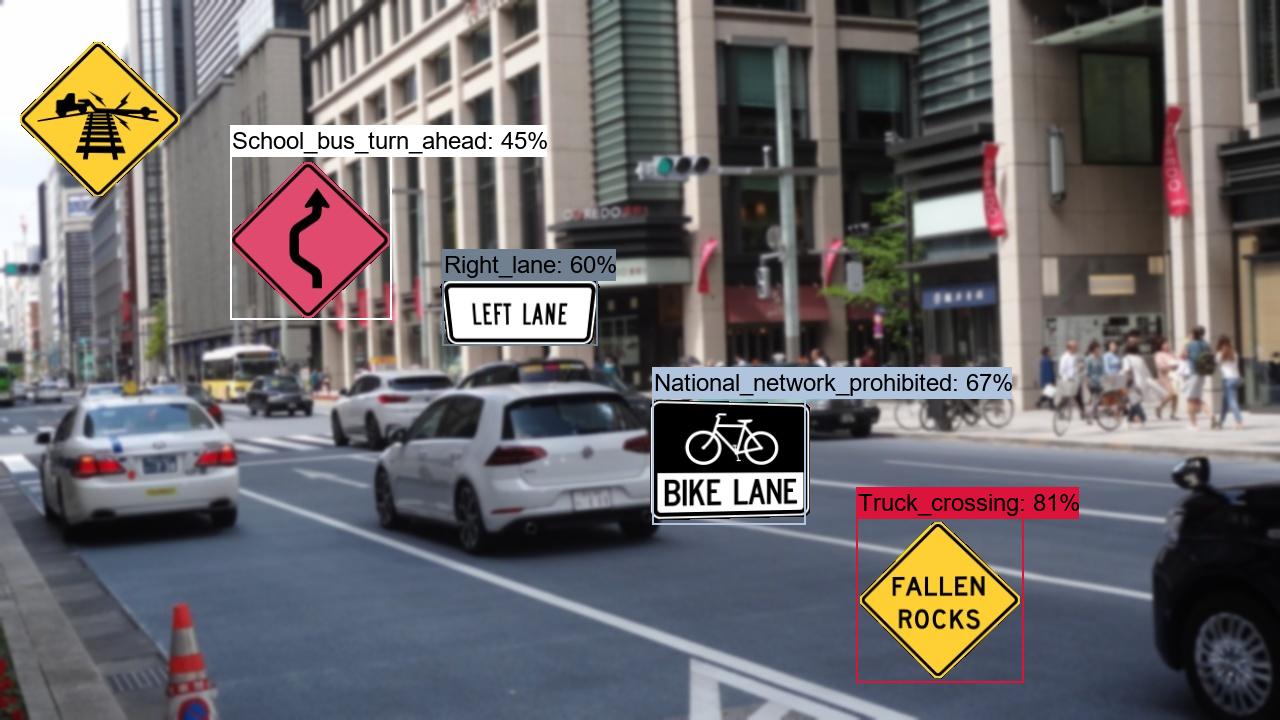 School_bus_turn_ahead: 45%
Right_lane: 60%
LEFT LANE
National_network_prohibited: 67%
BIKE LANE
Truck_crossing: 81%
FALLEN
ROCKS